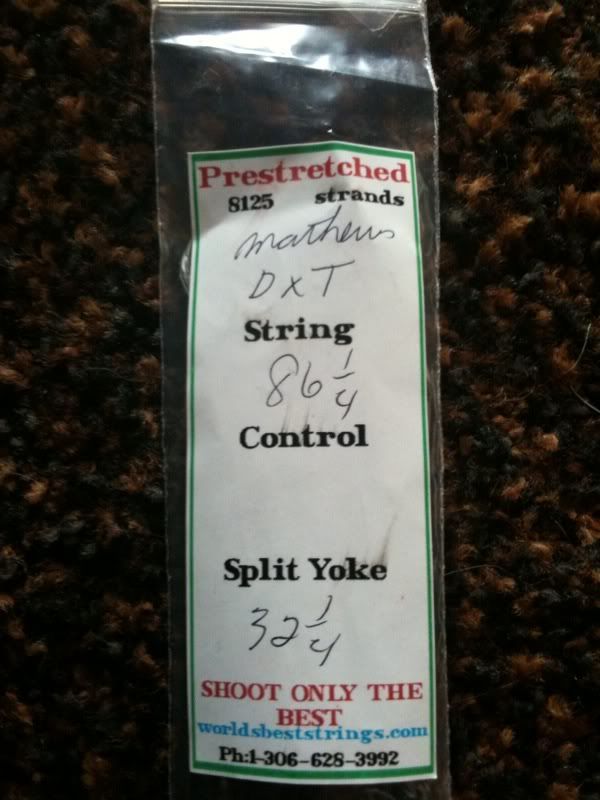 Prestretched
8125 strands
Mathews
DXT
String
86 1/4
Control
Split Yoke
32 1/4
SHOOT ONLY THE
BEST
worldsbeststrings.com
Ph:1-306-628-3992